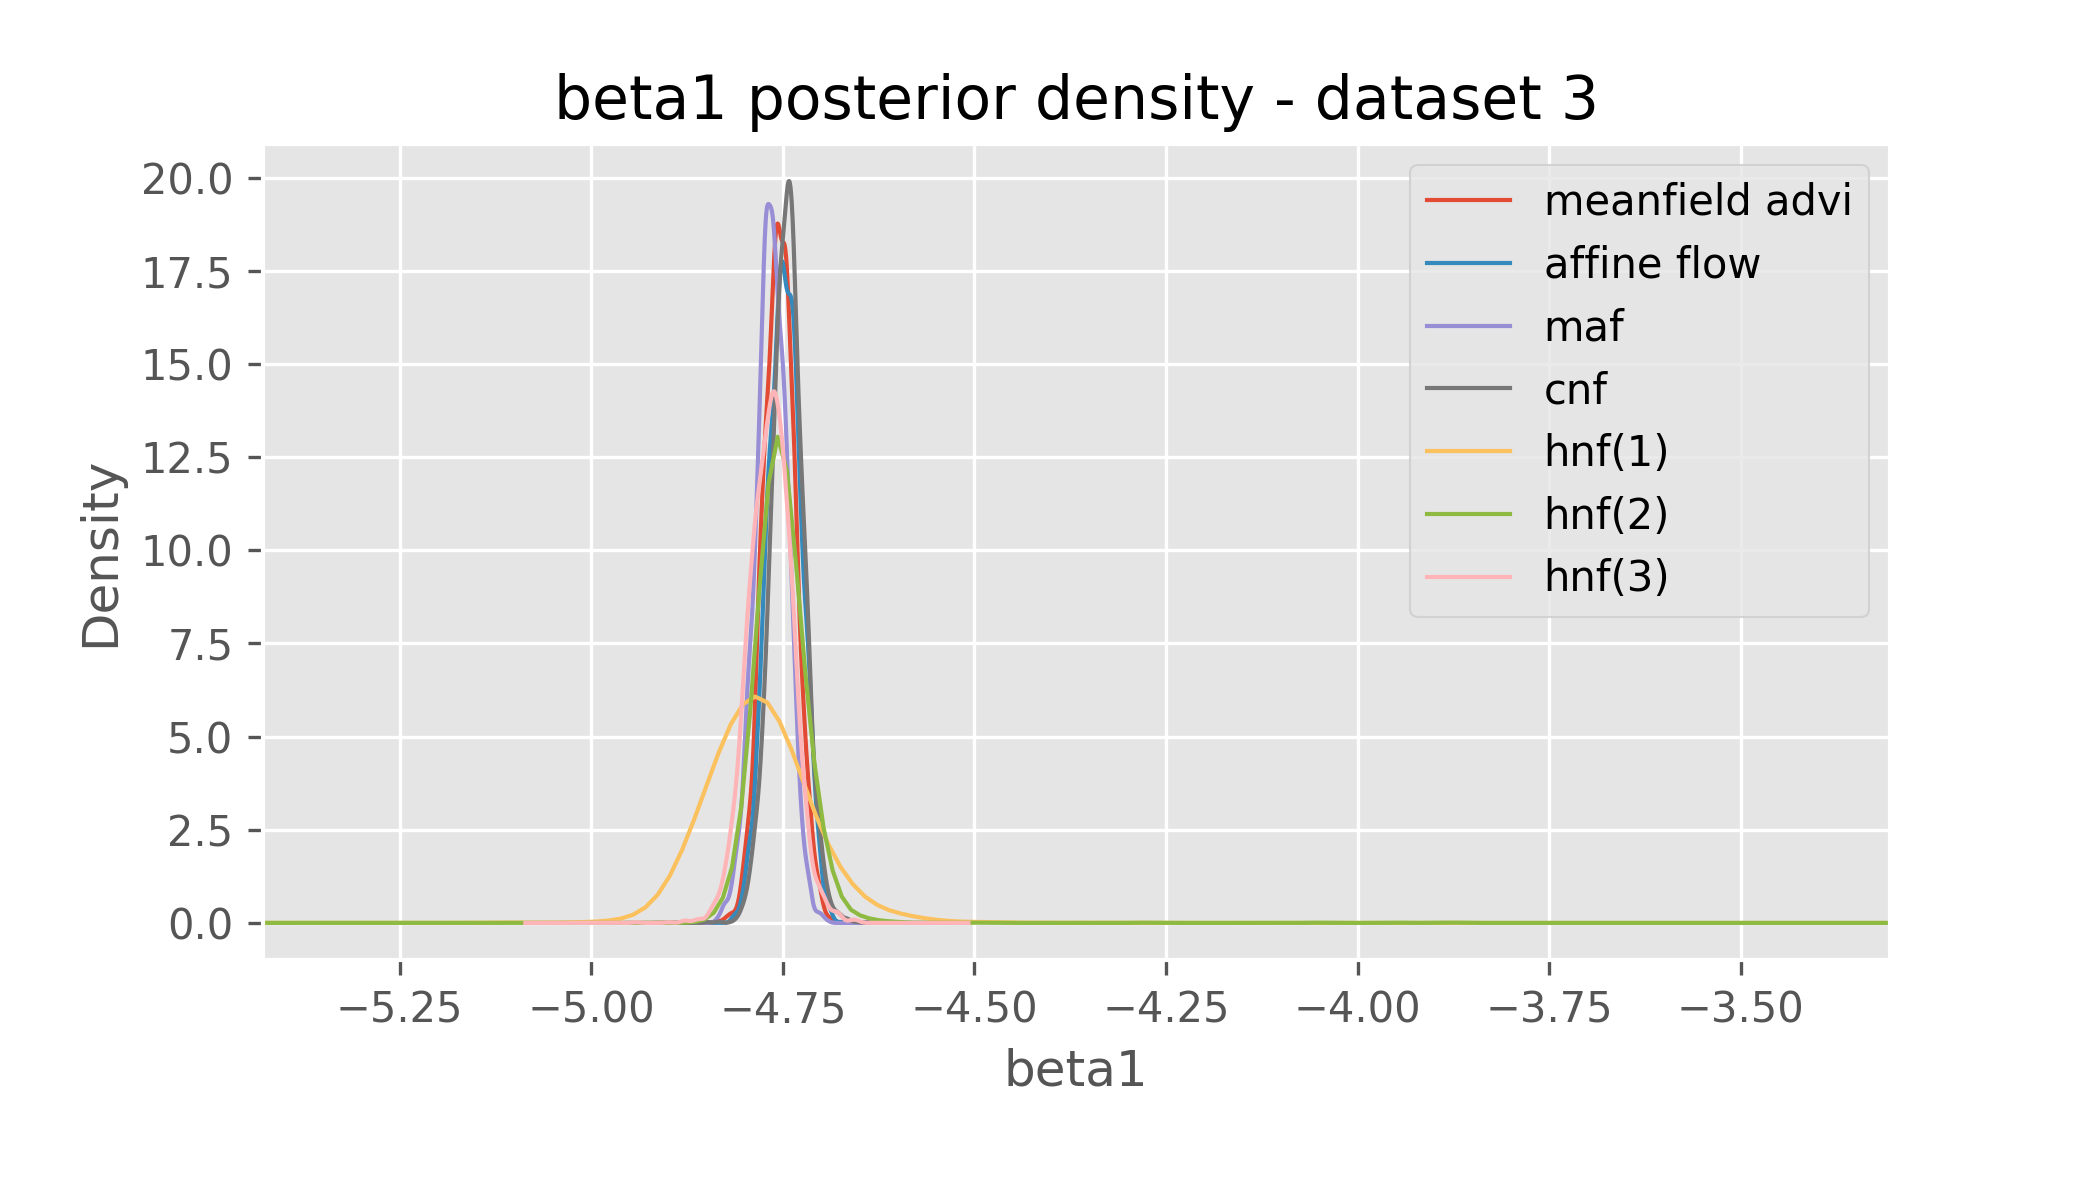 beta1 posterior density - dataset 3
20.0
17.5
15.0
12.5
10.0
7.5
5.0
2.5
0.0
Density
meanfield advi
affine flow
maf
cnf
hnf(1)
hnf(2)
hnf(3)
−5.25 −5.00 −4.75 −4.50 −4.25 −4.00 −3.75 −3.50
beta1